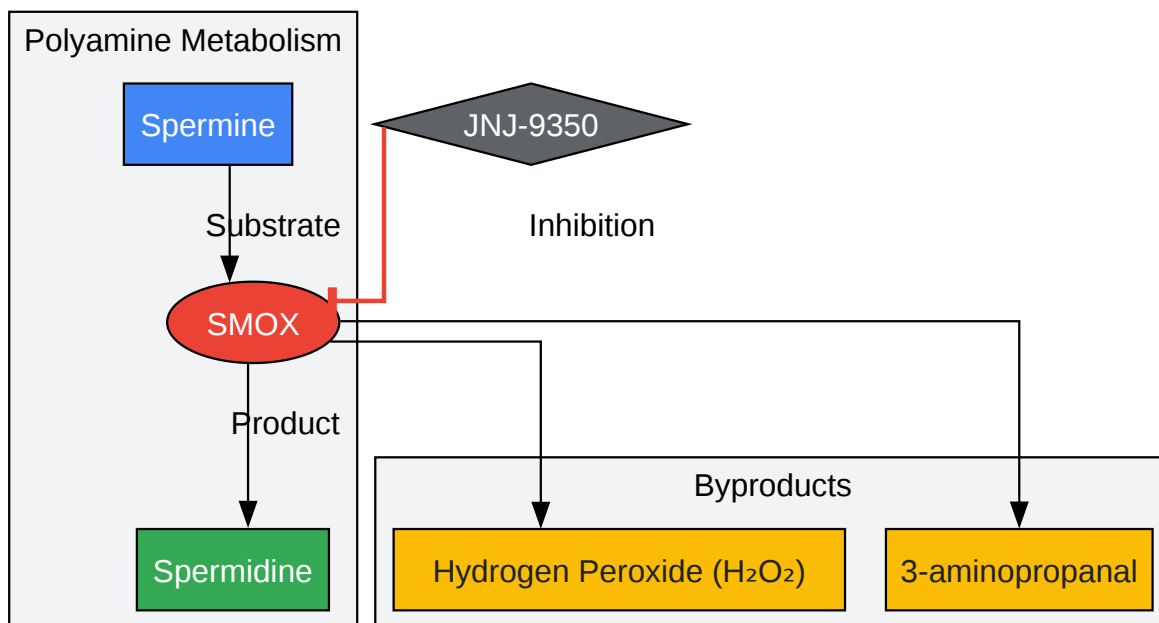 Polyamine Metabolism
Spermine
JNJ-9350
Substrate
Inhibition
SMOX
Product
Byproducts
Spermidine
Hydrogen Peroxide (H₂O₂)
3-aminopropanal